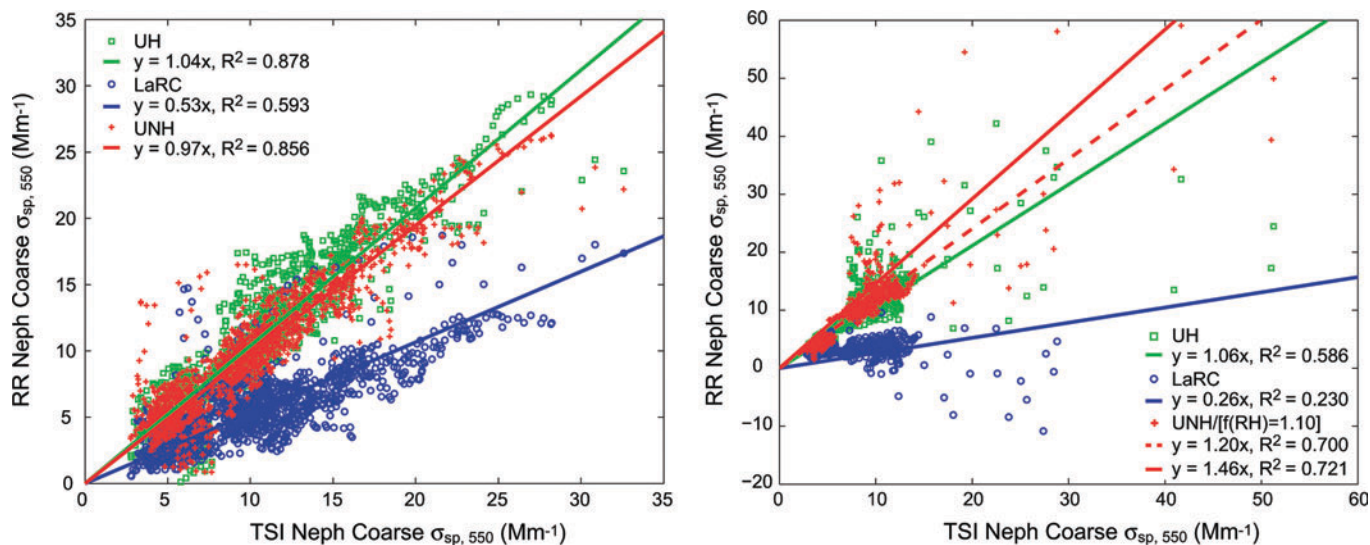 35
30
25
20
15
10
5
0
RR Neph Coarse σsp, 550 (Mm-1)
UH
y = 1.04x, R2 = 0.878
LaRC
y = 0.53x, R2 = 0.593
UNH
y = 0.97x, R2 = 0.856
0 5 10 15 20 25 30 35
TSI Neph Coarse σsp, 550 (Mm-1)
60
50
40
30
20
10
0
−10
−20
RR Neph Coarse σsp, 550 (Mm-1)
UH
y = 1.06x, R2 = 0.586
LaRC
y = 0.26x, R2 = 0.230
UNH/[f(RH)=1.10]
y = 1.20x, R2 = 0.700
y = 1.46x, R2 = 0.721
0 10 20 30 40 50 60
TSI Neph Coarse σsp, 550 (Mm-1)